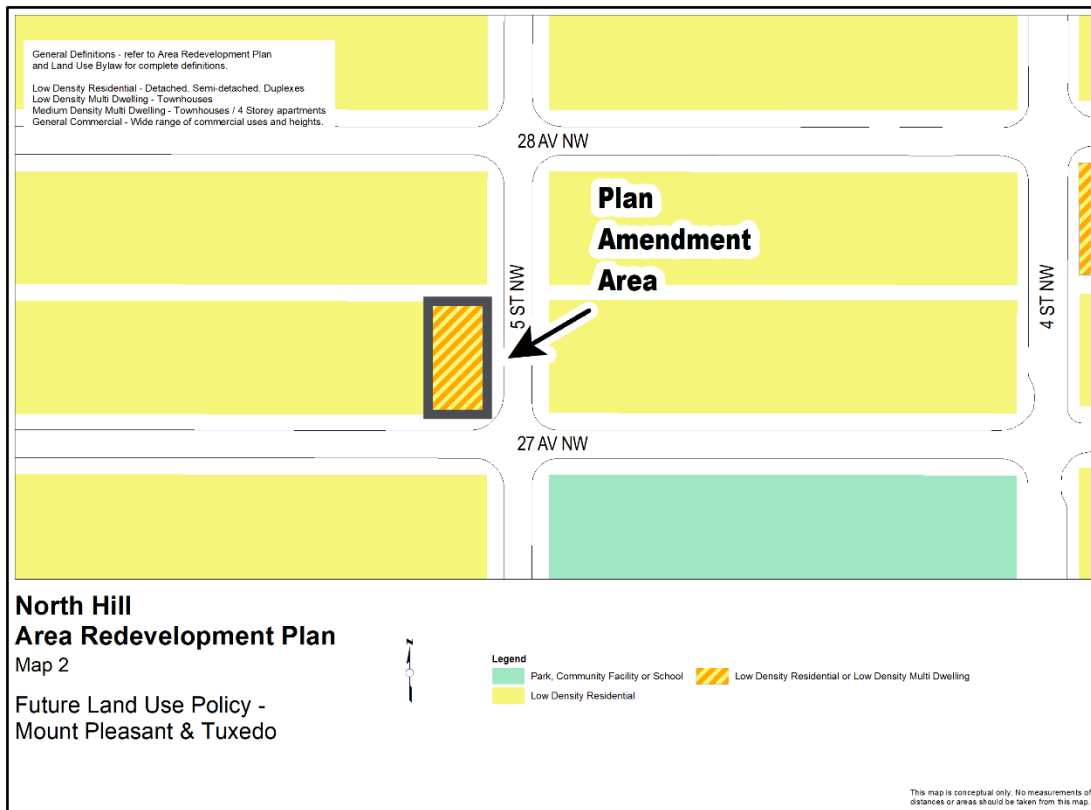 General Definitions - refer to Area Redevelopment Plan
and Land Use Bylaw for complete definitions.
Low Density Residential - Detached. Semi-detached. Duplexes
Low Density Multi Dwelling - Townhouses
Medium Density Multi Dwelling - Townhouses / 4 Storey apartments
General Commercial - Wide range of commercial uses and heights.
28 AV NW
Plan
Amendment
Area
5 ST NW
4 ST NW
27 AV NW
North Hill
Area Redevelopment Plan
Map 2
Future Land Use Policy -
Mount Pleasant & Tuxedo
N
Legend
Park, Community Facility or School
Low Density Residential or Low Density Multi Dwelling
Low Density Residential
This map is conceptual only. No measurements of
distances or areas should be taken from this map.